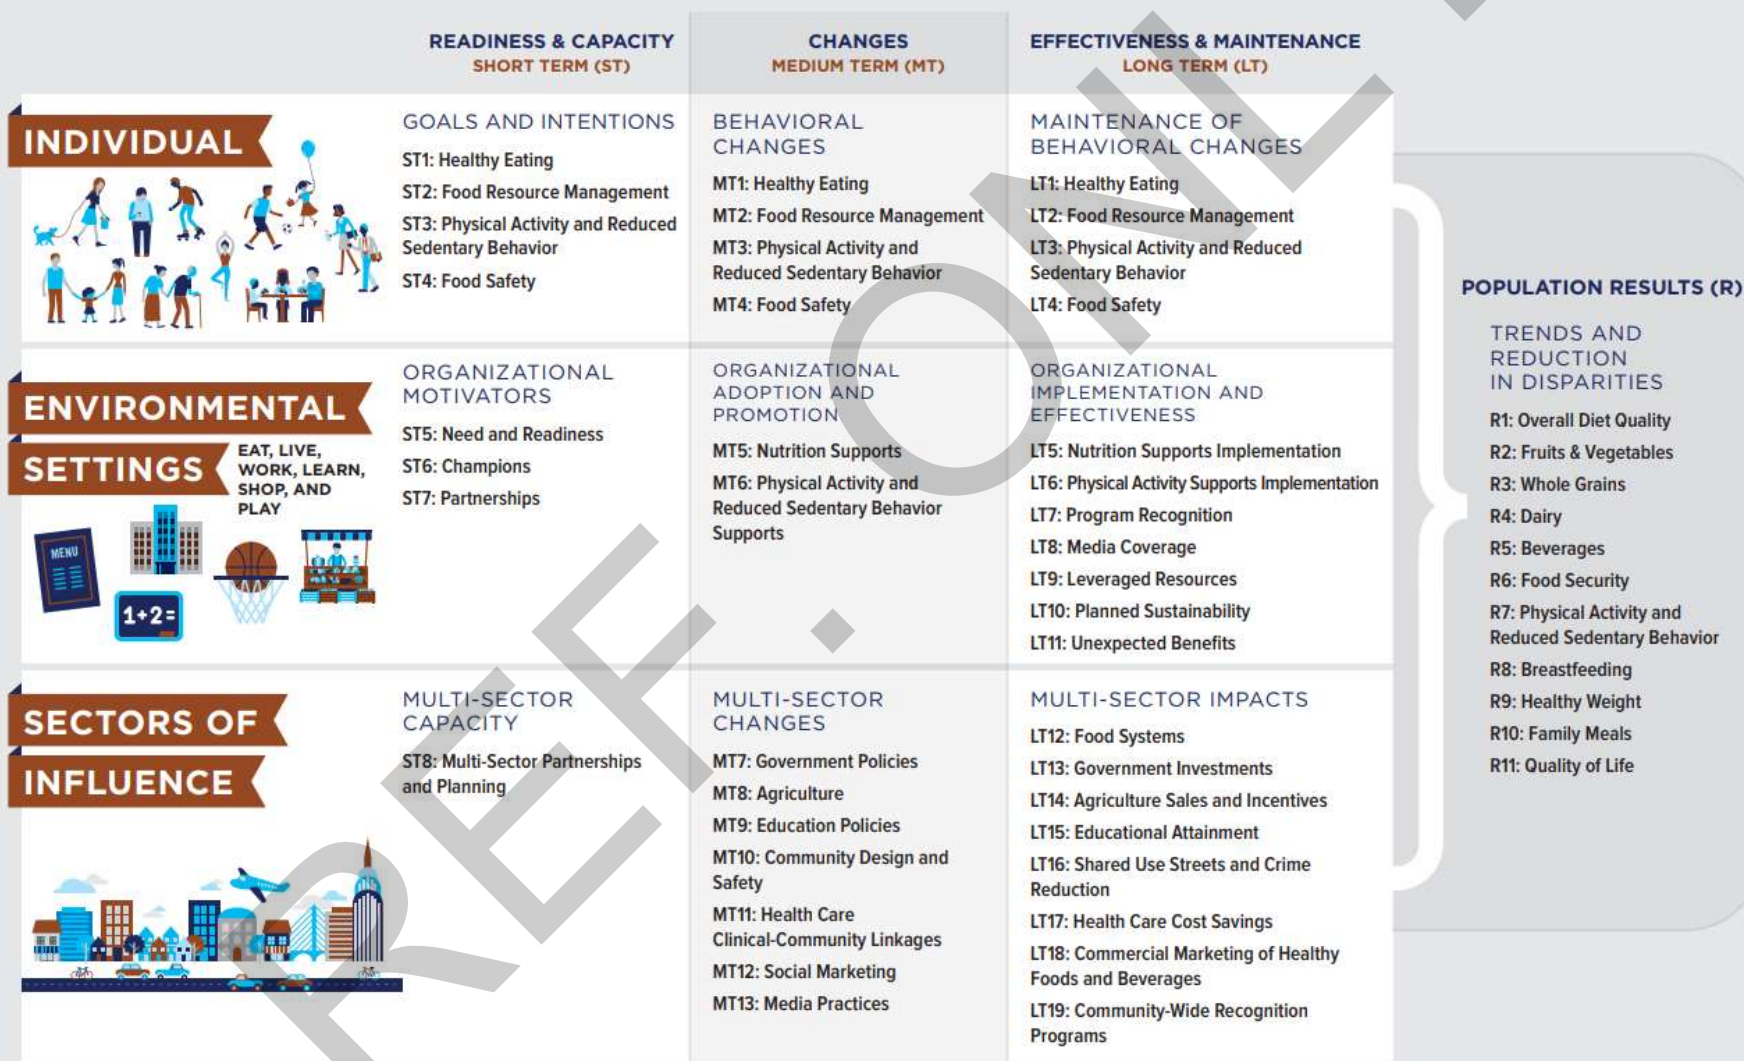 READINESS & CAPACITY
SHORT TERM (ST)
CHANGES
MEDIUM TERM (MT)
EFFECTIVENESS & MAINTENANCE
LONG TERM (LT)
INDIVIDUAL
GOALS AND INTENTIONS
ST1: Healthy Eating
ST2: Food Resource Management
ST3: Physical Activity and Reduced
Sedentary Behavior
ST4: Food Safety
BEHAVIORAL
CHANGES
MT1: Healthy Eating
MT2: Food Resource Management
MT3: Physical Activity and
Reduced Sedentary Behavior
MT4: Food Safety
MAINTENANCE OF
BEHAVIORAL CHANGES
LT1: Healthy Eating
LT2: Food Resource Management
LT3: Physical Activity and Reduced
Sedentary Behavior
LT4: Food Safety
ENVIRONMENTAL
SETTINGS
EAT, LIVE,
WORK, LEARN,
SHOP, AND
PLAY
MENU
1+2=
ORGANIZATIONAL
MOTIVATORS
ST5: Need and Readiness
ST6: Champions
ST7: Partnerships
ORGANIZATIONAL
ADOPTION AND
PROMOTION
MT5: Nutrition Supports
MT6: Physical Activity and
Reduced Sedentary Behavior
Supports
ORGANIZATIONAL
IMPLEMENTATION AND
EFFECTIVENESS
LT5: Nutrition Supports Implementation
LT6: Physical Activity Supports Implementation
LT7: Program Recognition
LT8: Media Coverage
LT9: Leveraged Resources
LT10: Planned Sustainability
LT11: Unexpected Benefits
SECTORS OF
INFLUENCE
MULTI-SECTOR
CAPACITY
ST8: Multi-Sector Partnerships
and Planning
MULTI-SECTOR
CHANGES
MT7: Government Policies
MT8: Agriculture
MT9: Education Policies
MT10: Community Design and
Safety
MT11: Health Care
Clinical-Community Linkages
MT12: Social Marketing
MT13: Media Practices
MULTI-SECTOR IMPACTS
LT12: Food Systems
LT13: Government Investments
LT14: Agriculture Sales and Incentives
LT15: Educational Attainment
LT16: Shared Use Streets and Crime
Reduction
LT17: Health Care Cost Savings
LT18: Commercial Marketing of Healthy
Foods and Beverages
LT19: Community-Wide Recognition
Programs
POPULATION RESULTS (R)
TRENDS AND
REDUCTION
IN DISPARITIES
R1: Overall Diet Quality
R2: Fruits & Vegetables
R3: Whole Grains
R4: Dairy
R5: Beverages
R6: Food Security
R7: Physical Activity and
Reduced Sedentary Behavior
R8: Breastfeeding
R9: Healthy Weight
R10: Family Meals
R11: Quality of Life
REF. ONL